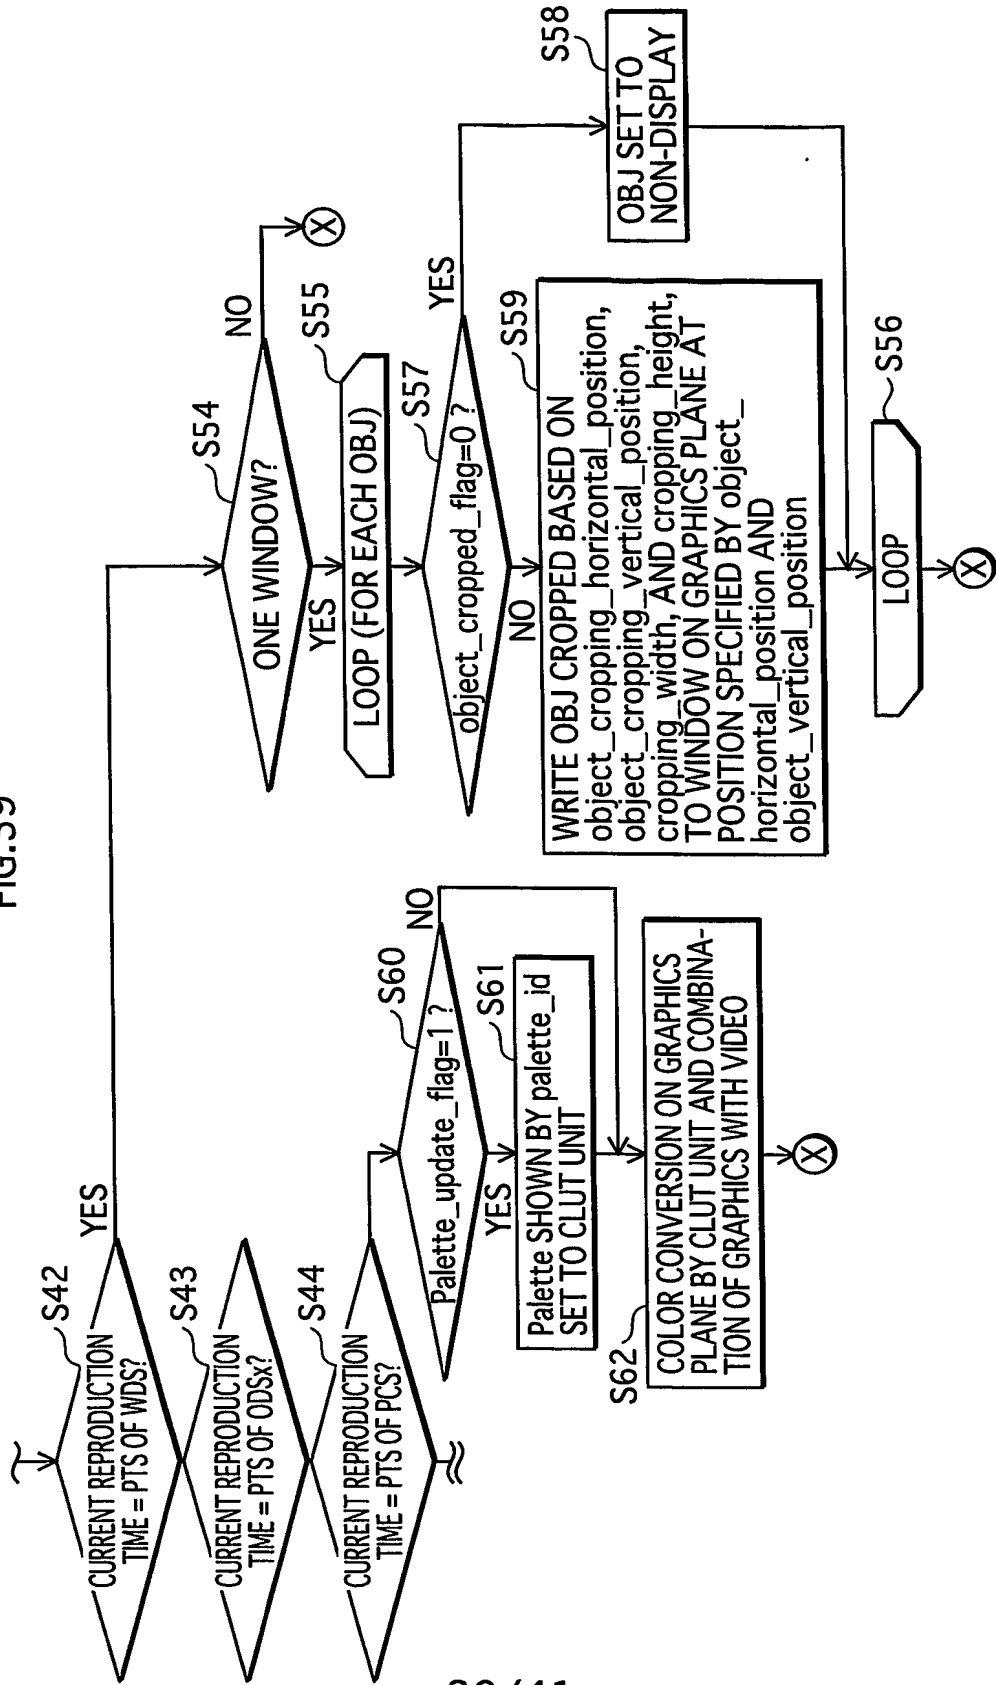 FIG.39
S42
CURRENT REPRODUCTION
TIME = PTS OF WDS?
YES
S43
CURRENT REPRODUCTION
TIME = PTS OF ODSx?
S44
CURRENT REPRODUCTION
TIME = PTS OF PCS?
S60
Palette_update_flag=1 ?
NO
YES
S61
Palette SHOWN BY palette_id
SET TO CLUT UNIT
S62
COLOR CONVERSION ON GRAPHICS
PLANE BY CLUT UNIT AND COMBINA-
TION OF GRAPHICS WITH VIDEO
X
S54
ONE WINDOW?
NO
X
YES
S55
LOOP (FOR EACH OBJ)
S57
object_cropped_flag=0 ?
YES
NO
S58
OBJ SET TO
NON-DISPLAY
S59
WRITE OBJ CROPPED BASED ON
object_cropping_horizontal_position,
object_cropping_vertical_position,
cropping_width, AND cropping_height,
TO WINDOW ON GRAPHICS PLANE AT
POSITION SPECIFIED BY object_
horizontal_position AND
object_vertical_position
S56
LOOP
X